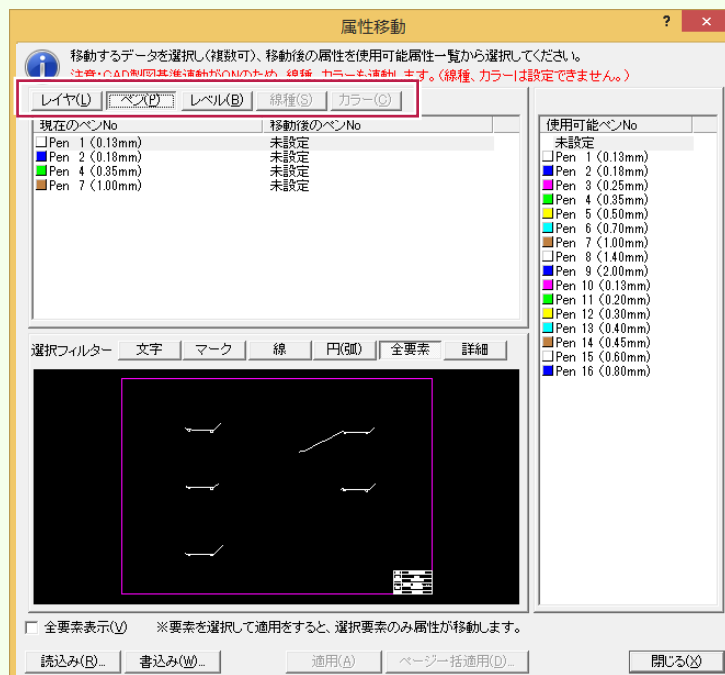 属性移動
? ×
移動するデータを選択し(複数可)、移動後の属性を使用可能属性一覧から選択してください。
注意:CAD製図基準連動がONのため、線種、カラーも連動します。(線種、カラーは設定できません。)
レイヤ(L) ペン(P) レベル(B) 線種(S) カラー(C)
現在のペンNo 移動後のペンNo
Pen 1 (0.13mm) 未設定
Pen 2 (0.18mm) 未設定
Pen 4 (0.35mm) 未設定
Pen 7 (1.00mm) 未設定
使用可能ペンNo
未設定
Pen 1 (0.13mm)
Pen 2 (0.18mm)
Pen 3 (0.25mm)
Pen 4 (0.35mm)
Pen 5 (0.50mm)
Pen 6 (0.70mm)
Pen 7 (1.00mm)
Pen 8 (1.40mm)
Pen 9 (2.00mm)
Pen 10 (0.13mm)
Pen 11 (0.20mm)
Pen 12 (0.30mm)
Pen 13 (0.40mm)
Pen 14 (0.45mm)
Pen 15 (0.60mm)
Pen 16 (0.80mm)
選択フィルター 文字 マーク 線 円(弧) 全要素 詳細
全要素表示(V) ※要素を選択して適用をすると、選択要素のみ属性が移動します。
読込み(R)... 書込み(W)... 適用(A) ページ一括適用(D)... 閉じる(X)